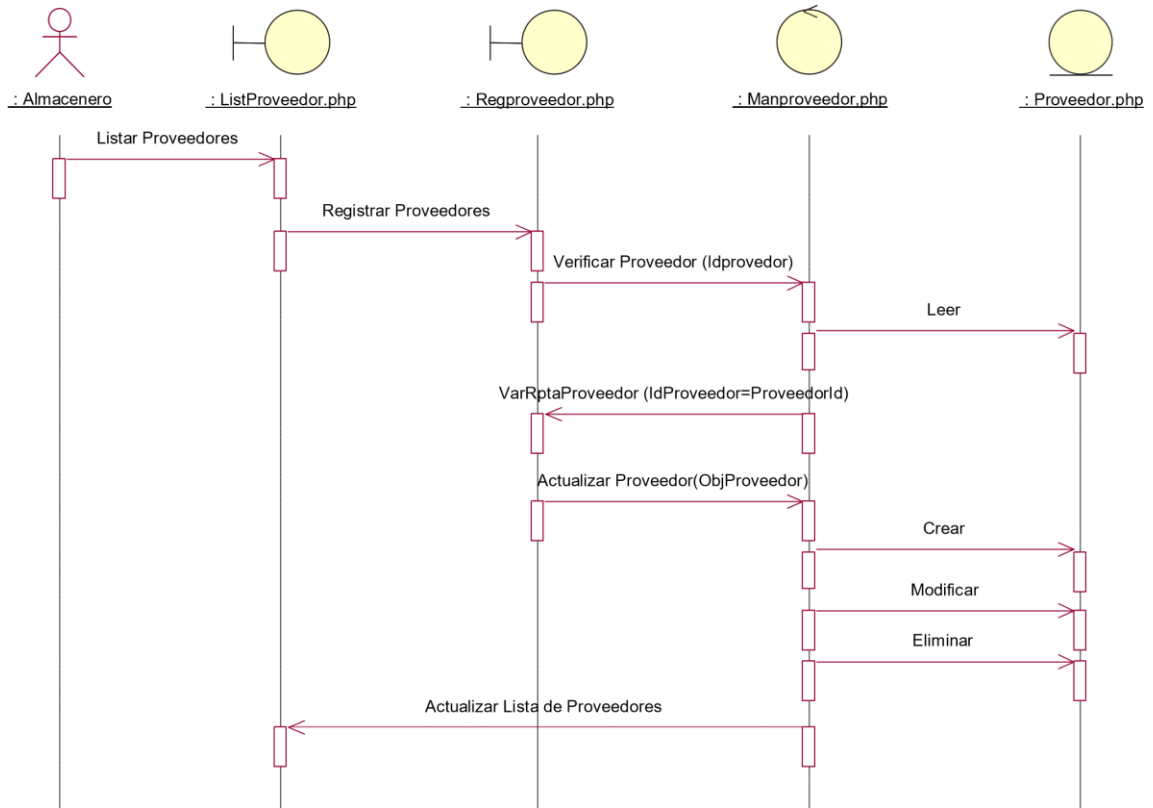 : Almacenero
: ListProveedor.php
: Regproveedor.php
: Manproveedor,php
: Proveedor.php
Listar Proveedores
Registrar Proveedores
Verificar Proveedor (Idprovedor)
Leer
VarRptaProveedor (IdProveedor=ProveedorId)
Actualizar Proveedor(ObjProveedor)
Crear
Modificar
Eliminar
Actualizar Lista de Proveedores